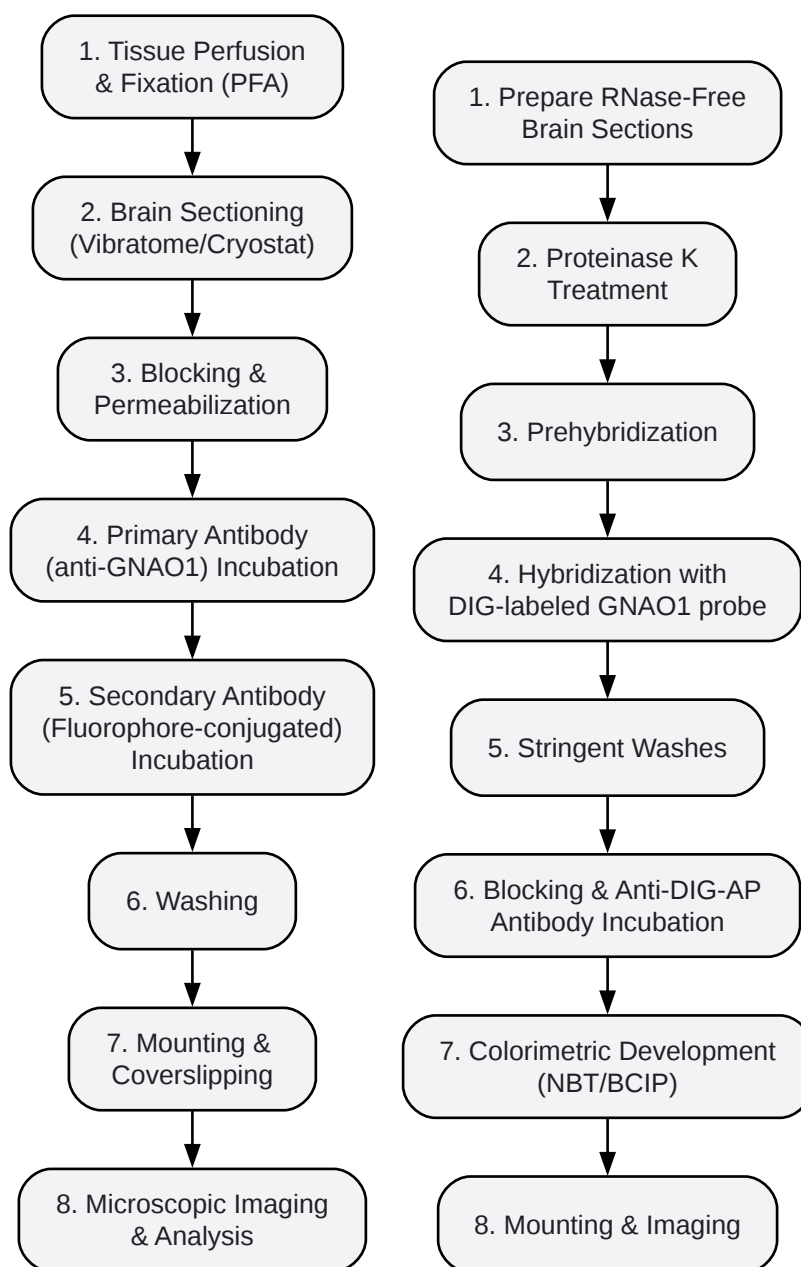 1. Tissue Perfusion
& Fixation (PFA)
2. Brain Sectioning
(Vibratome/Cryostat)
3. Blocking &
Permeabilization
4. Primary Antibody
(anti-GNAO1) Incubation
5. Secondary Antibody
(Fluorophore-conjugated)
Incubation
6. Washing
7. Mounting &
Coverslipping
8. Microscopic Imaging
& Analysis
1. Prepare RNase-Free
Brain Sections
2. Proteinase K
Treatment
3. Prehybridization
4. Hybridization with
DIG-labeled GNAO1 probe
5. Stringent Washes
6. Blocking & Anti-DIG-AP
Antibody Incubation
7. Colorimetric Development
(NBT/BCIP)
8. Mounting & Imaging